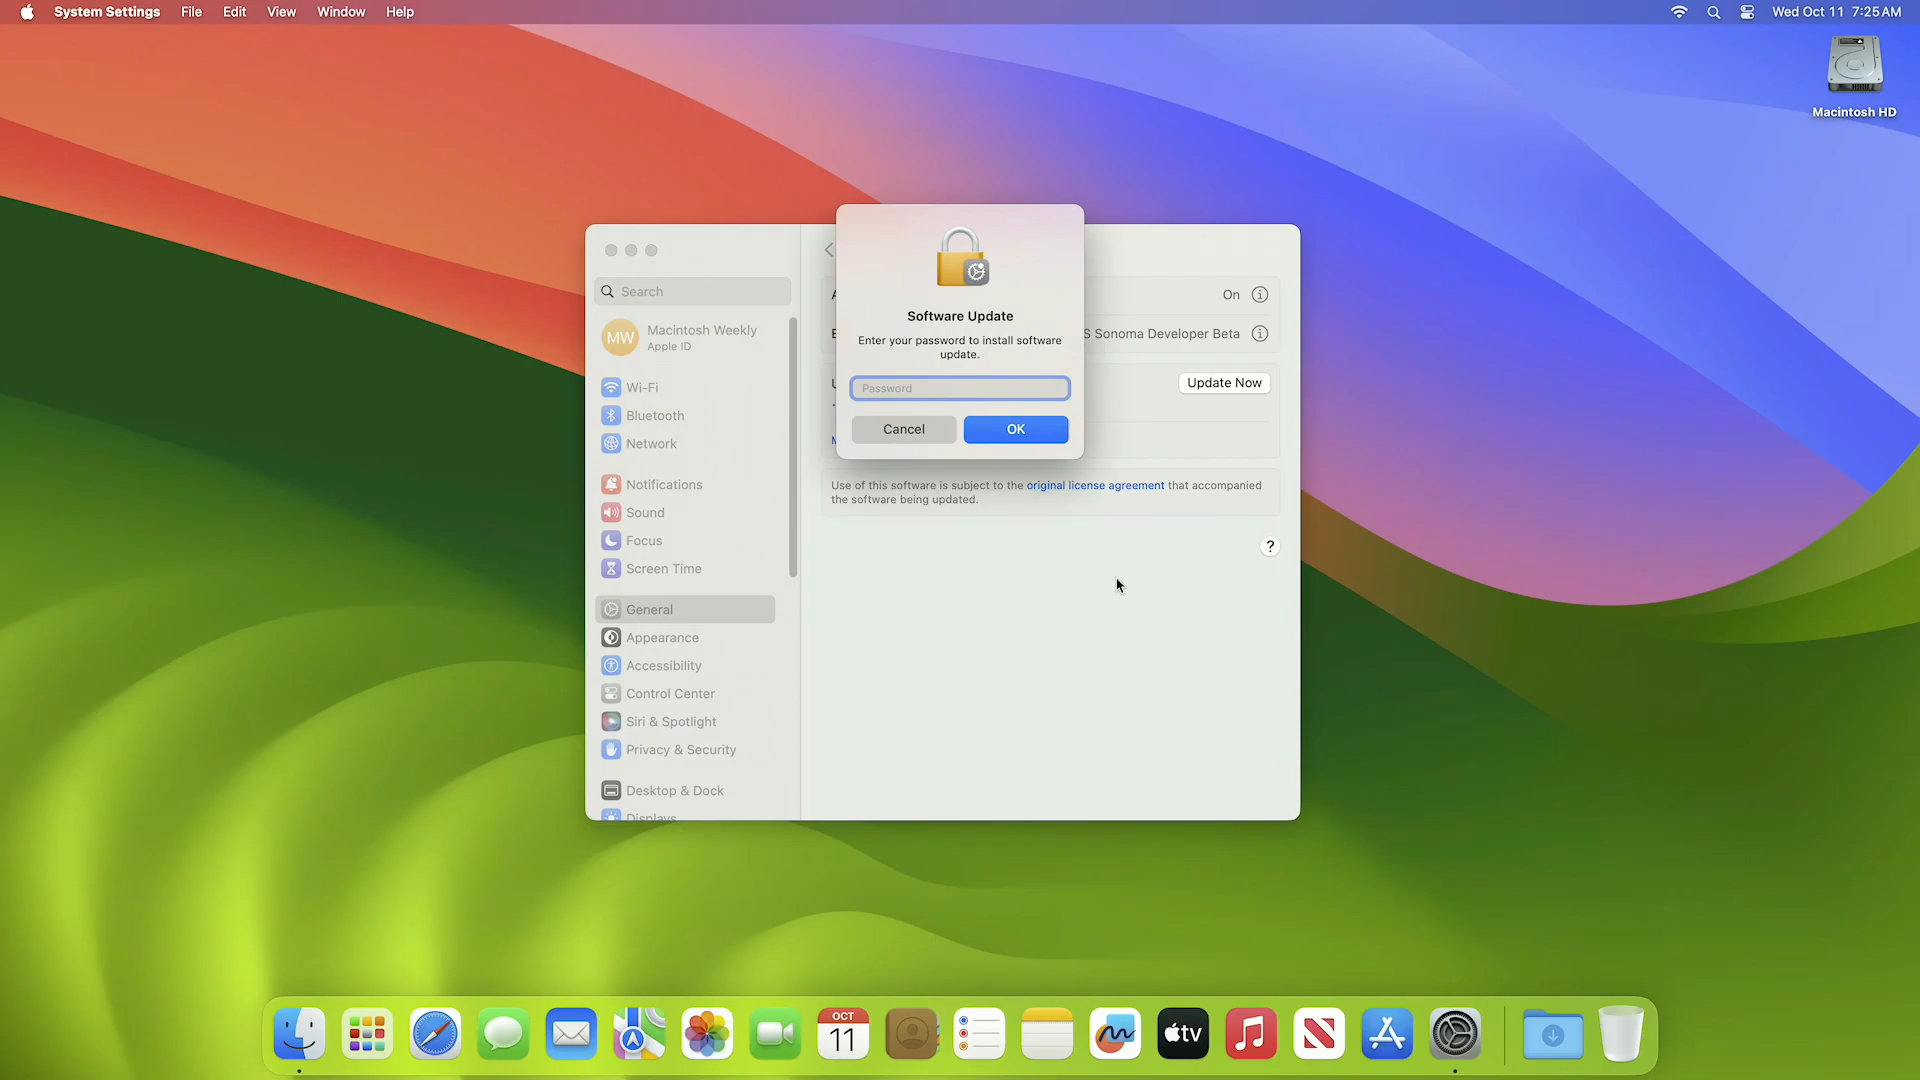 System Settings File Edit View Window Help
Wed Oct 11 7:25 AM
Macintosh HD
Search
MW
Macintosh Weekly
Apple ID
Wi-Fi
Bluetooth
Network
Notifications
Sound
Focus
Screen Time
General
Appearance
Accessibility
Control Center
Siri & Spotlight
Privacy & Security
Desktop & Dock
Displays
Software Update
Enter your password to install software
update.
Password
Cancel
OK
On
S Sonoma Developer Beta
Update Now
Use of this software is subject to the original license agreement that accompanied
the software being updated.
?
OCT
11
tv